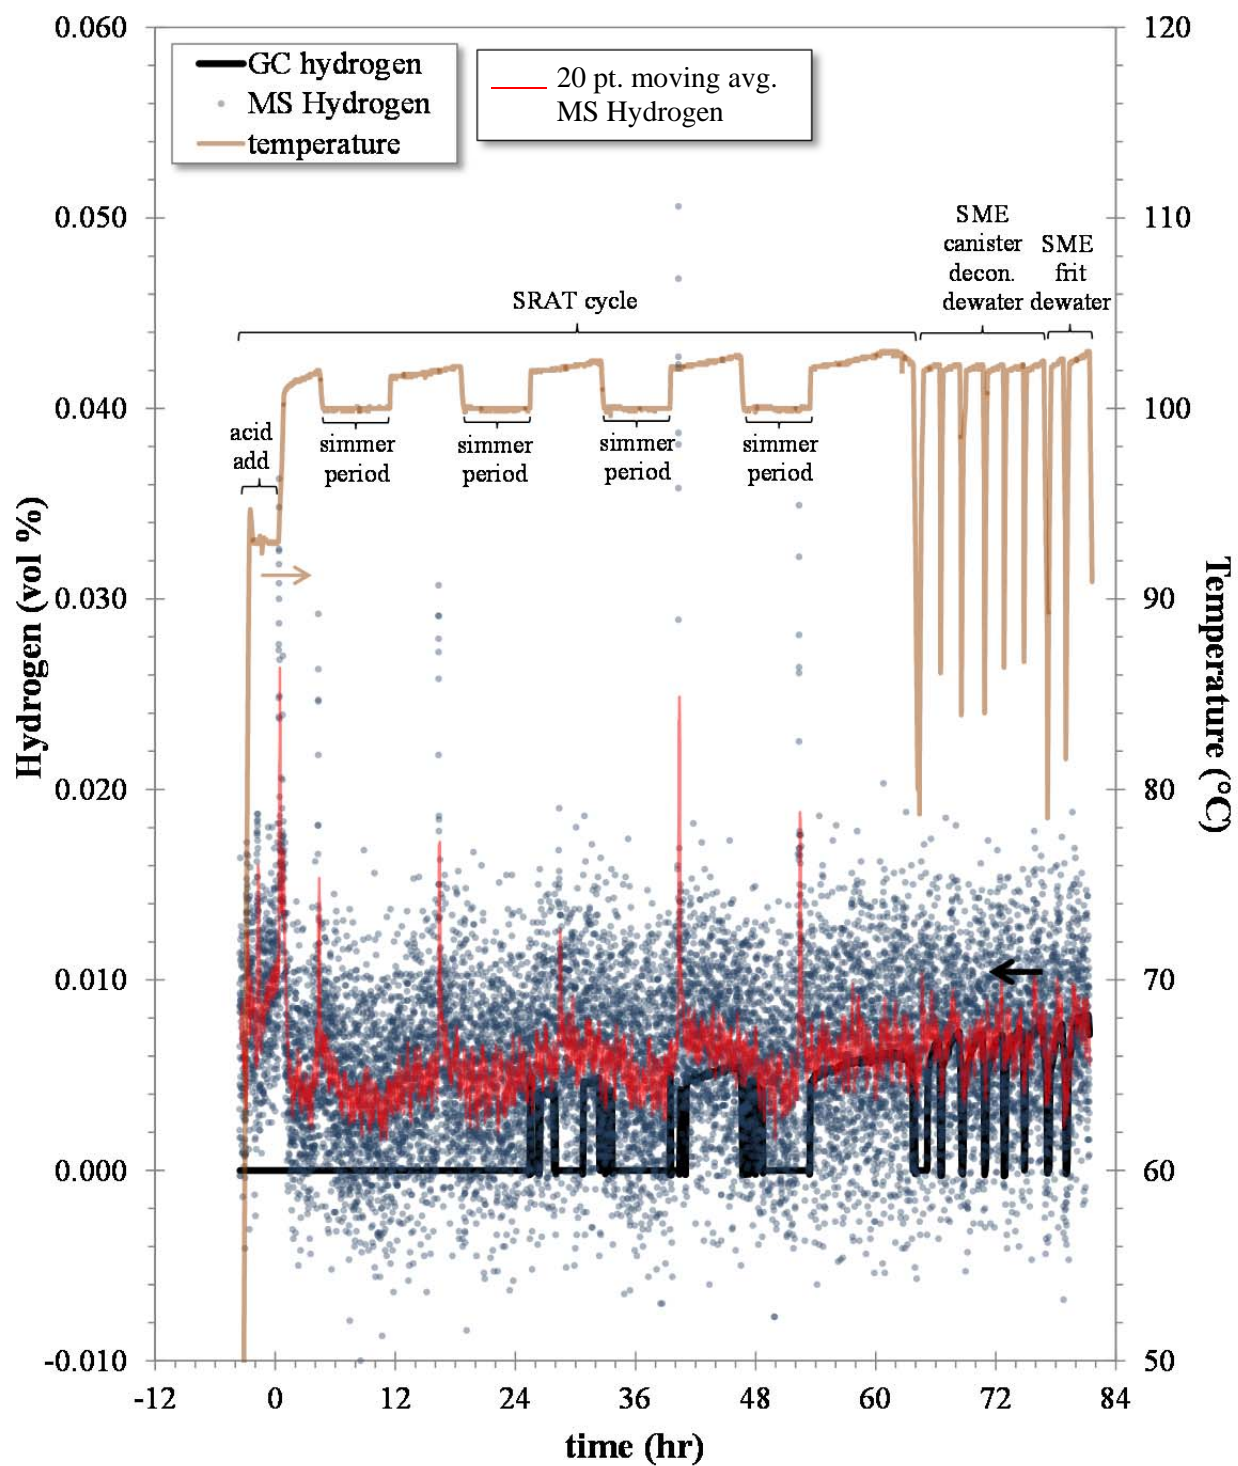 GC hydrogen
MS Hydrogen
temperature
20 pt. moving avg.
MS Hydrogen
0.060
0.050
0.040
0.030
0.020
0.010
0.000
-0.010
Hydrogen (vol %)
120
110
100
90
80
70
60
50
Temperature (°C)
SRAT cycle
SME
canister
decon.
dewater
SME
frit
dewater
acid
add
simmer
period
simmer
period
simmer
period
simmer
period
-12
0
12
24
36
48
60
72
84
time (hr)